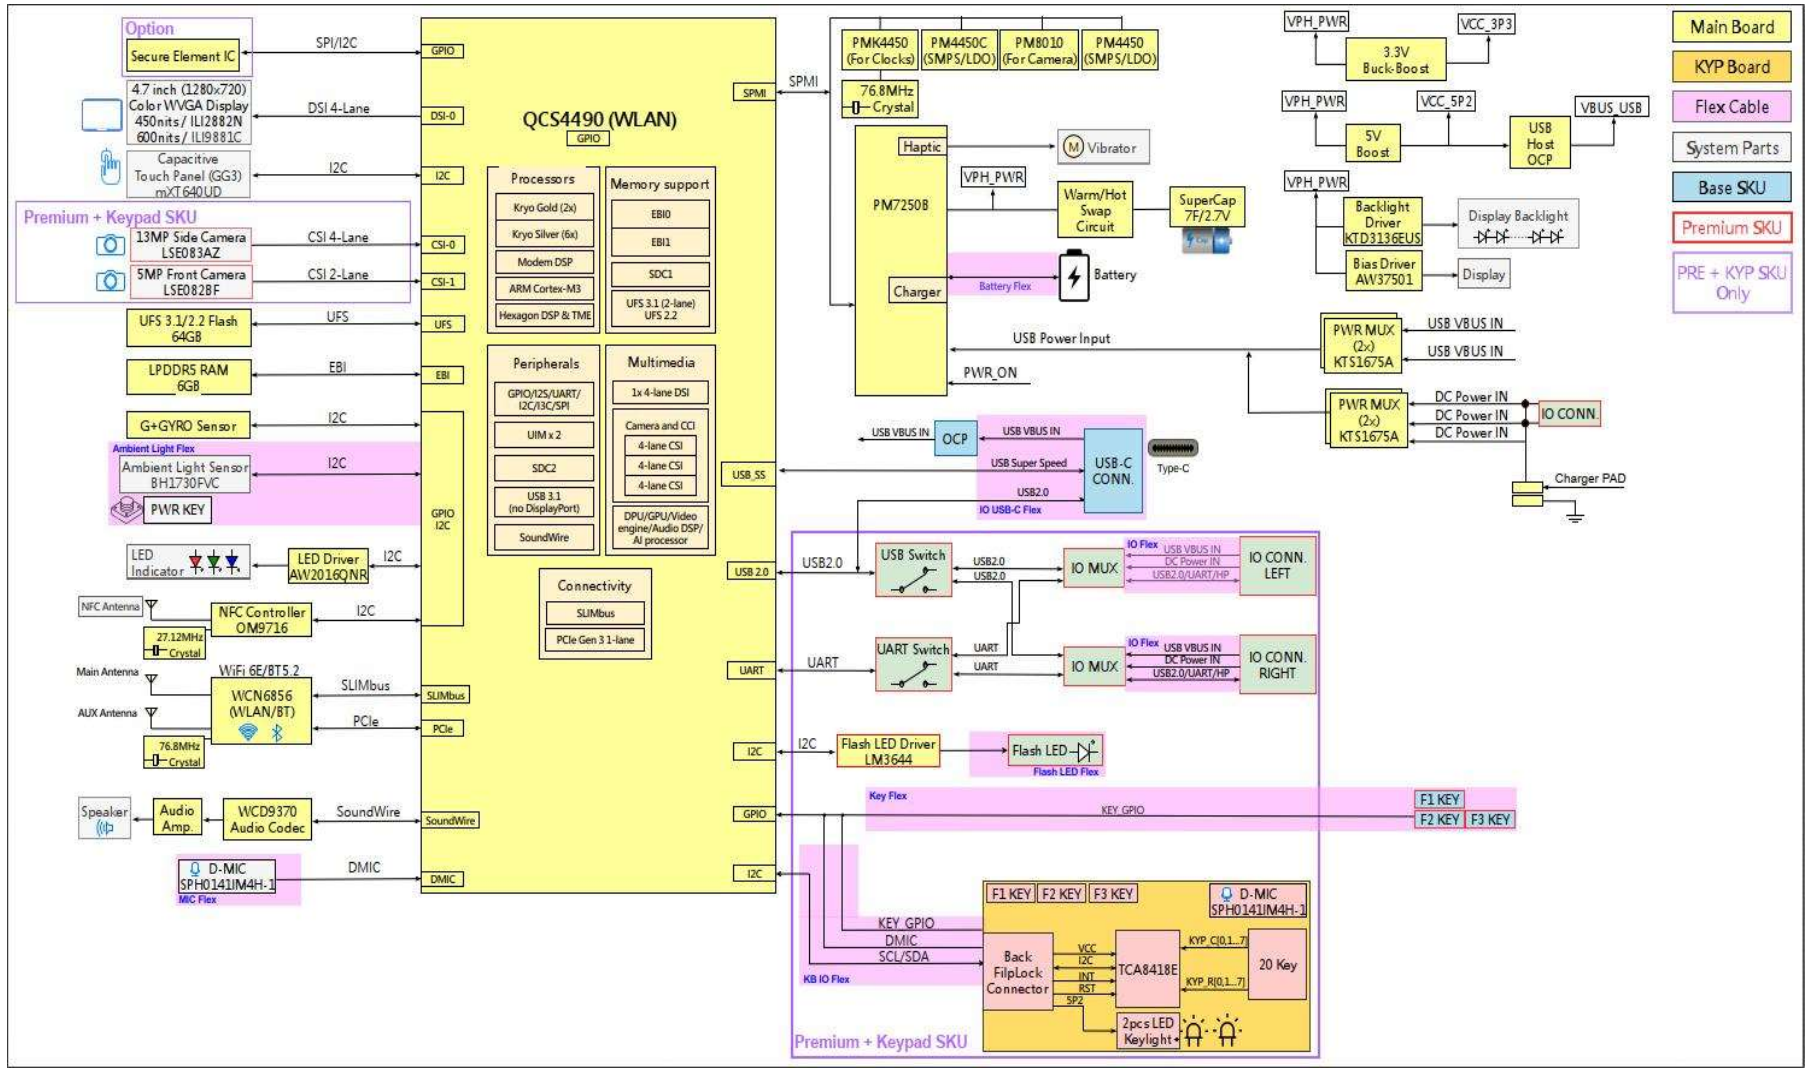 Option
Secure Element IC
SPI/I2C
GPIO
4.7 inch (1280x720)
Color WVGA Display
450nits / ILI2882N
600nits / ILI9881C
DSI 4-Lane
DSI-0
Capacitive
Touch Panel (GG3)
mXT640UD
I2C
I2C
Premium + Keypad SKU
13MP Side Camera
LSE083AZ
CSI 4-Lane
CSI-0
5MP Front Camera
LSE082BF
CSI 2-Lane
CSI-1
UFS 3.1/2.2 Flash
64GB
UFS
UFS
LPDDR5 RAM
6GB
EBI
EBI
G+GYRO Sensor
I2C
Ambient Light Flex
Ambient Light Sensor
BH1730FVC
I2C
PWR KEY
GPIO
I2C
LED
Indicator
LED Driver
AW2016QNR
I2C
NFC Antenna
NFC Controller
OM9716
I2C
27.12MHz
Crystal
Main Antenna
WiFi 6E/BT5.2
WCN6856
(WLAN/BT)
SLIMbus
SLIMbus
AUX Antenna
PCIe
PCIe
76.8MHz
Crystal
Speaker
Audio
Amp.
WCD9370
Audio Codec
SoundWire
SoundWire
D-MIC
SPH0141IM4H-1
MIC Flex
DMIC
DMIC
QCS4490 (WLAN)
GPIO
Processors
Kryo Gold (2x)
Kryo Silver (6x)
Modem DSP
ARM Cortex-M3
Hexagon DSP & TME
Memory support
EBI0
EBI1
SDC1
UFS 3.1 (2-lane)
UFS 2.2
Peripherals
GPIO/I2S/UART/
I2C/I3C/SPI
UIM x 2
SDC2
USB 3.1
(no DisplayPort)
SoundWire
Multimedia
1x 4-lane DSI
Camera and CCI
4-lane CSI
4-lane CSI
4-lane CSI
DPU/GPU/Video
engine/Audio DSP/
AI processor
Connectivity
SLIMbus
PCIe Gen 3 1-lane
SPMI
SPMI
PMK4450
(For Clocks)
PM4450C
(SMPS/LDO)
PM8010
(For Camera)
PM4450
(SMPS/LDO)
76.8MHz
Crystal
PM7250B
Haptic
M
Vibrator
VPH_PWR
Warm/Hot
Swap
Circuit
SuperCap
7F/2.7V
Cap
Charger
Battery Flex
Battery
USB Power Input
PWR_ON
VPH_PWR
VCC_3P3
3.3V
Buck-Boost
VPH_PWR
VCC_5P2
VBUS_USB
5V
Boost
USB
Host
OCP
VPH_PWR
Backlight
Driver
KTD3136EUS
Display Backlight
Bias Driver
AW37501
Display
PWR MUX
(2x)
KTS1675A
USB VBUS IN
USB VBUS IN
PWR MUX
(2x)
KTS1675A
DC Power IN
DC Power IN
DC Power IN
IO CONN.
Charger PAD
Main Board
KYP Board
Flex Cable
System Parts
Base SKU
Premium SKU
PRE + KYP SKU
Only
USB VBUS IN
OCP
USB VBUS IN
USB-C
CONN.
Type-C
USB_SS
USB Super Speed
USB2.0
IO USB-C Flex
USB 2.0
USB2.0
USB Switch
USB2.0
USB2.0
IO MUX
IO Flex
USB VBUS IN
DC Power IN
USB2.0/UART/HP
IO CONN.
LEFT
UART
UART
UART Switch
UART
UART
IO MUX
IO Flex
USB VBUS IN
DC Power IN
USB2.0/UART/HP
IO CONN.
RIGHT
I2C
I2C
Flash LED Driver
LM3644
Flash LED
Flash LED Flex
Key Flex
GPIO
KEY_GPIO
F1 KEY
F2 KEY
F3 KEY
I2C
KEY_GPIO
DMIC
SCL/SDA
KB IO Flex
F1 KEY
F2 KEY
F3 KEY
D-MIC
SPH0141IM4H-1
Back
FilpLock
Connector
VCC
I2C
INT
RST
5P2
TCA8418E
KYP_C[0,1...7]
KYP_R[0,1...7]
20 Key
2pcs LED
Keylight
Premium + Keypad SKU